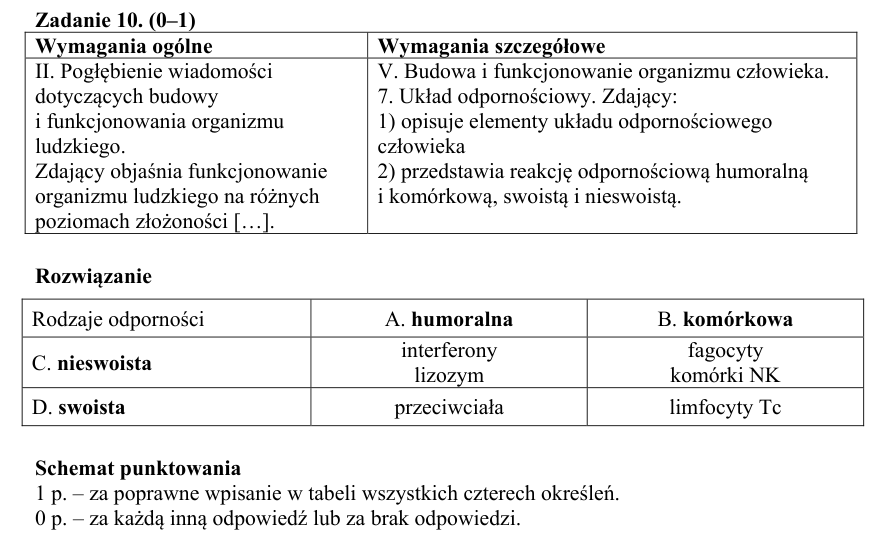 Zadanie 10. (0–1)
Wymagania ogólne
Wymagania szczegółowe
II. Pogłębienie wiadomości
dotyczących budowy
i funkcjonowania organizmu
ludzkiego.
Zdający objaśnia funkcjonowanie
organizmu ludzkiego na różnych
poziomach złożoności […].
V. Budowa i funkcjonowanie organizmu człowieka.
7. Układ odpornościowy. Zdający:
1) opisuje elementy układu odpornościowego
człowieka
2) przedstawia reakcję odpornościową humoralną
i komórkową, swoistą i nieswoistą.
Rozwiązanie
Rodzaje odporności
A. humoralna
B. komórkowa
C. nieswoista
interferony
lizozym
fagocyty
komórki NK
D. swoista
przeciwciała
limfocyty Tc
Schemat punktowania
1 p. – za poprawne wpisanie w tabeli wszystkich czterech określeń.
0 p. – za każdą inną odpowiedź lub za brak odpowiedzi.